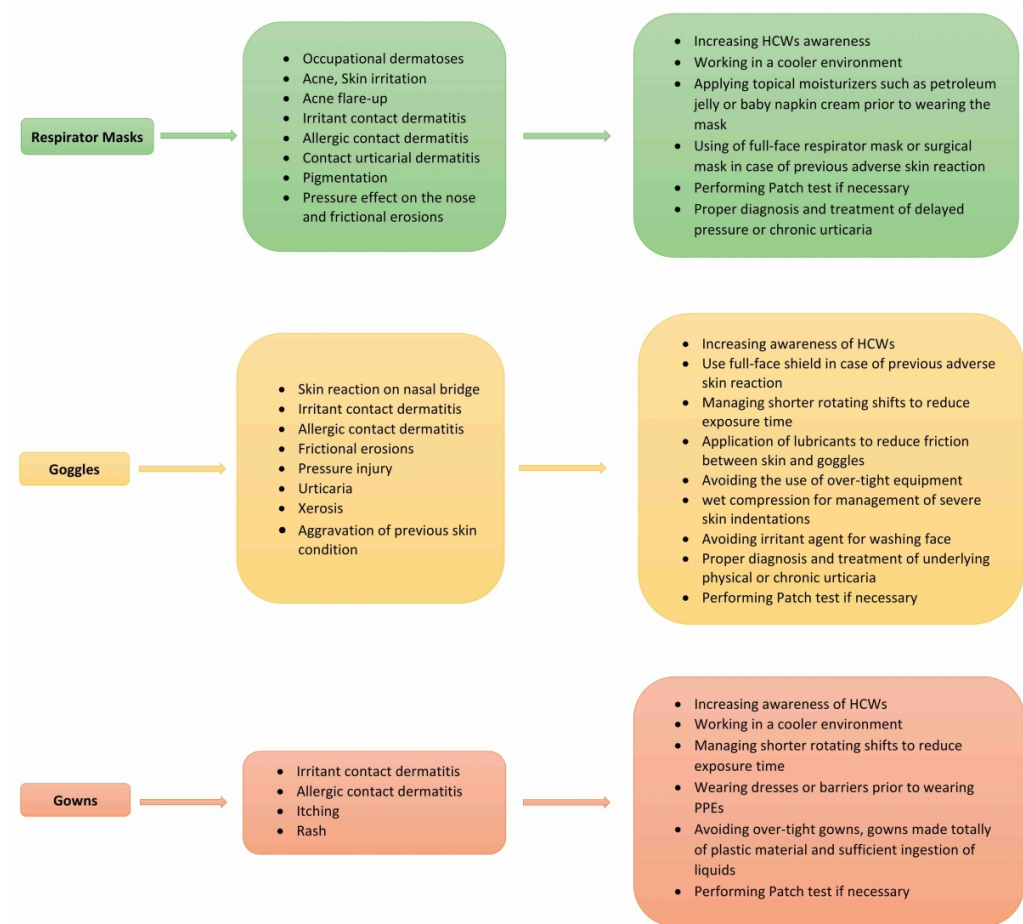 Respirator Masks
• Occupational dermatoses
• Acne, Skin irritation
• Acne flare-up
• Irritant contact dermatitis
• Allergic contact dermatitis
• Contact urticarial dermatitis
• Pigmentation
• Pressure effect on the nose
and frictional erosions
• Increasing HCWs awareness
• Working in a cooler environment
• Applying topical moisturizers such as petroleum
jelly or baby napkin cream prior to wearing the
mask
• Using of full-face respirator mask or surgical
mask in case of previous adverse skin reaction
• Performing Patch test if necessary
• Proper diagnosis and treatment of delayed
pressure or chronic urticaria
Goggles
• Skin reaction on nasal bridge
• Irritant contact dermatitis
• Allergic contact dermatitis
• Frictional erosions
• Pressure injury
• Urticaria
• Xerosis
• Aggravation of previous skin
condition
• Increasing awareness of HCWs
• Use full-face shield in case of previous adverse
skin reaction
• Managing shorter rotating shifts to reduce
exposure time
• Application of lubricants to reduce friction
between skin and goggles
• Avoiding the use of over-tight equipment
• wet compression for management of severe
skin indentations
• Avoiding irritant agent for washing face
• Proper diagnosis and treatment of underlying
physical or chronic urticaria
• Performing Patch test if necessary
Gowns
• Irritant contact dermatitis
• Allergic contact dermatitis
• Itching
• Rash
• Increasing awareness of HCWs
• Working in a cooler environment
• Managing shorter rotating shifts to reduce
exposure time
• Wearing dresses or barriers prior to wearing
PPEs
• Avoiding over-tight gowns, gowns made totally
of plastic material and sufficient ingestion of
liquids
• Performing Patch test if necessary